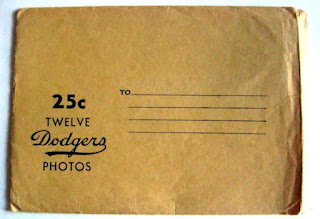 25c
TWELVE
Dodgers
PHOTOS
TO